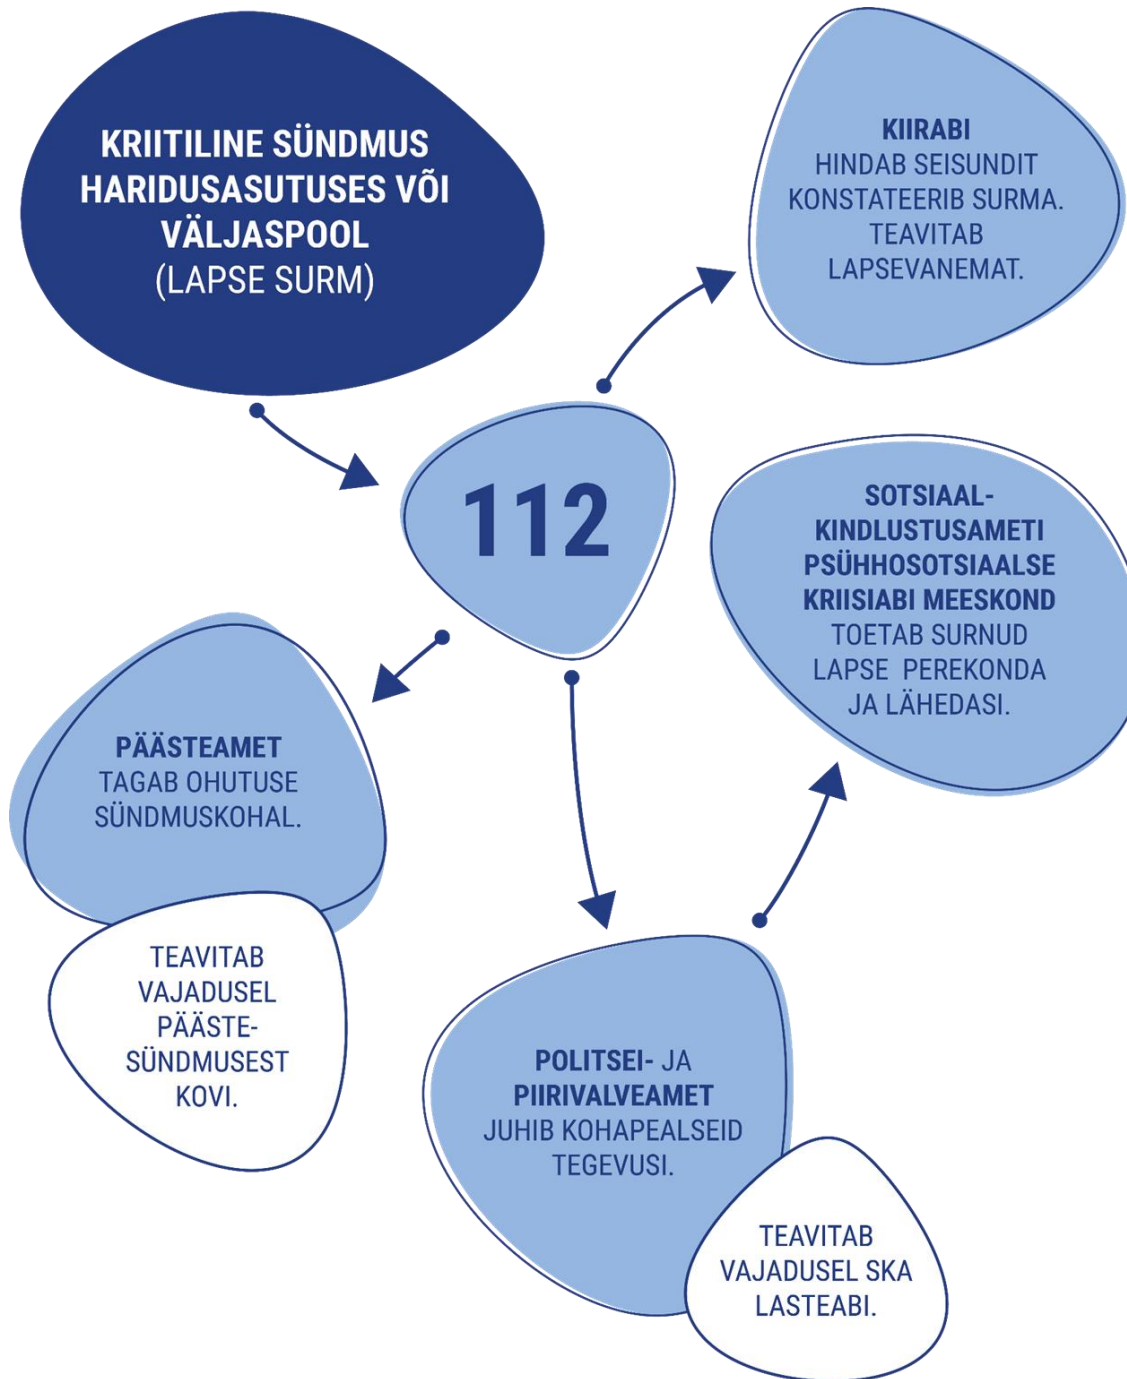 KRIITILINE SÜNDMUS
HARIDUSASUTUSES VÕI
VÄLJASPOOL
(LAPSE SURM)
KIIRABI
HINDAB SEISUNDIT
KONSTATEERIB SURMA.
TEAVITAB
LAPSEVANEMAT.
112
SOTSIAAL-
KINDLUSTUSAMETI
PSÜHHOSOTSIAALSE
KRIISIABI MEESKOND
TOETAB SURNUD
LAPSE PEREKONDA
JA LÄHEDASI.
PÄÄSTEAMET
TAGAB OHUTUSE
SÜNDMUSKOHAL.
TEAVITAB
VAJADUSEL
PÄÄSTE-
SÜNDMUSEST
KOVI.
POLITSEI- JA
PIIRIVALVEAMET
JUHIB KOHAPEALSEID
TEGEVUSI.
TEAVITAB
VAJADUSEL SKA
LASTEABI.